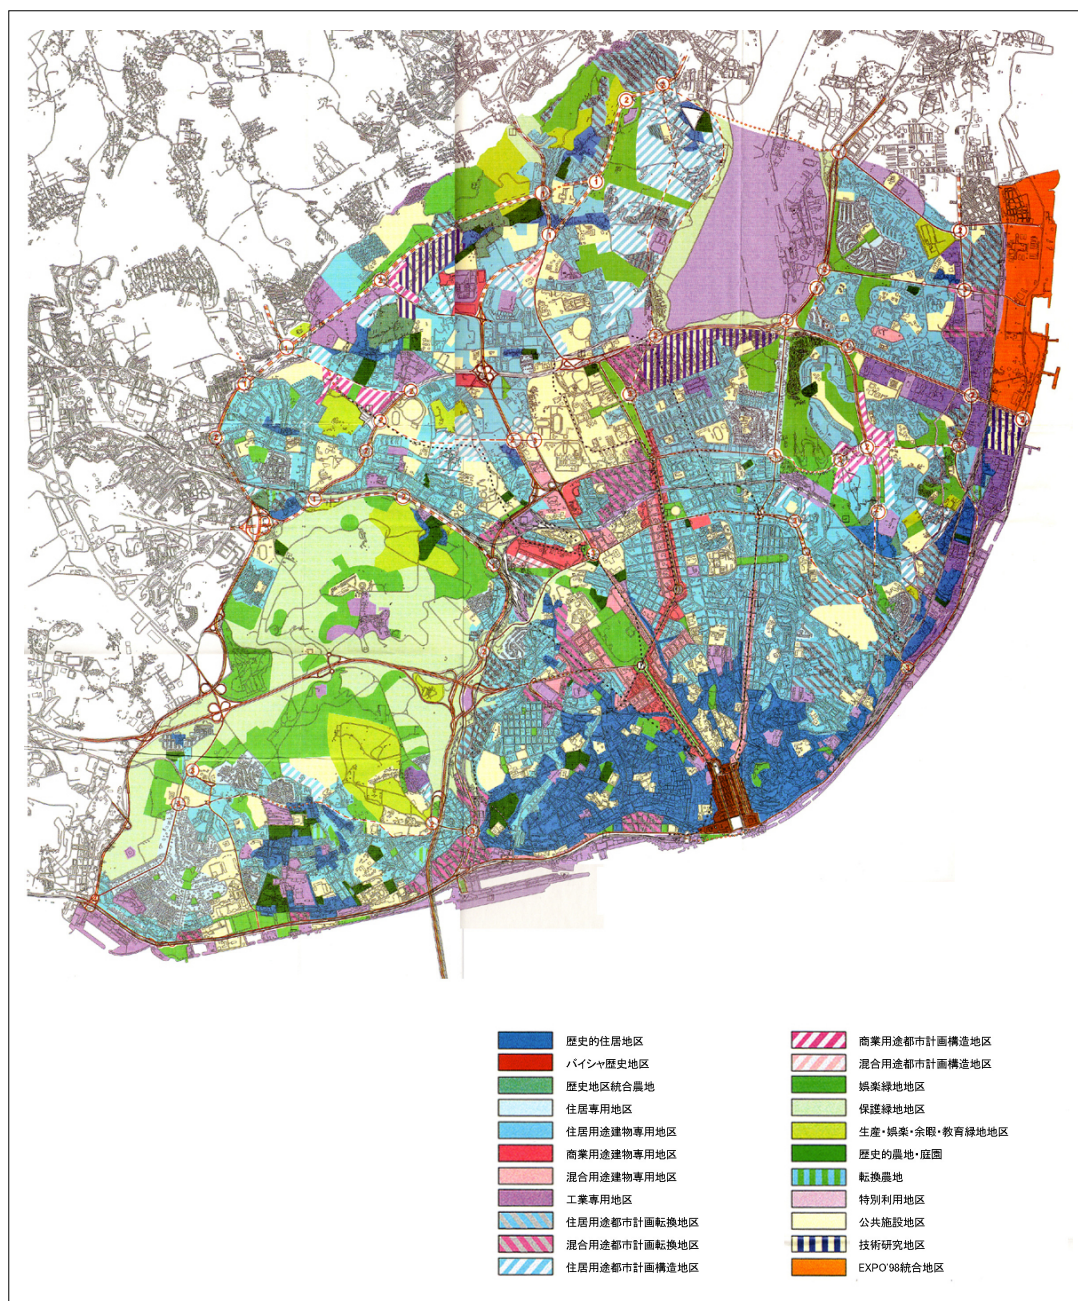 歴史的住居地区
バイシャ歴史地区
歴史地区統合農地
住居専用地区
住居用途建物専用地区
商業用途建物専用地区
混合用途建物専用地区
工業専用地区
住居用途都市計画転換地区
混合用途都市計画転換地区
住居用途都市計画構造地区
商業用途都市計画構造地区
混合用途都市計画構造地区
娯楽緑地地区
保護緑地地区
生産・娯楽・余暇・教育緑地地区
歴史的農地・庭園
転換農地
特別利用地区
公共施設地区
技術研究地区
EXPO'98統合地区